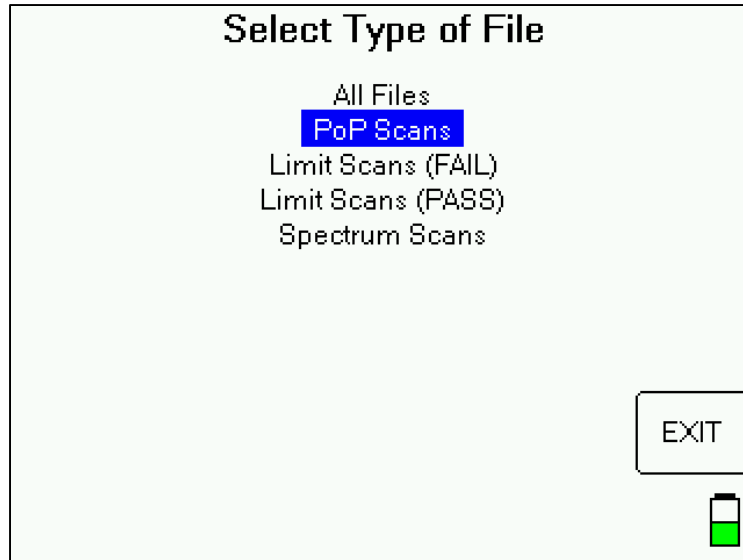 Select Type of File
All Files
PoP Scans
Limit Scans (FAIL)
Limit Scans (PASS)
Spectrum Scans
EXIT